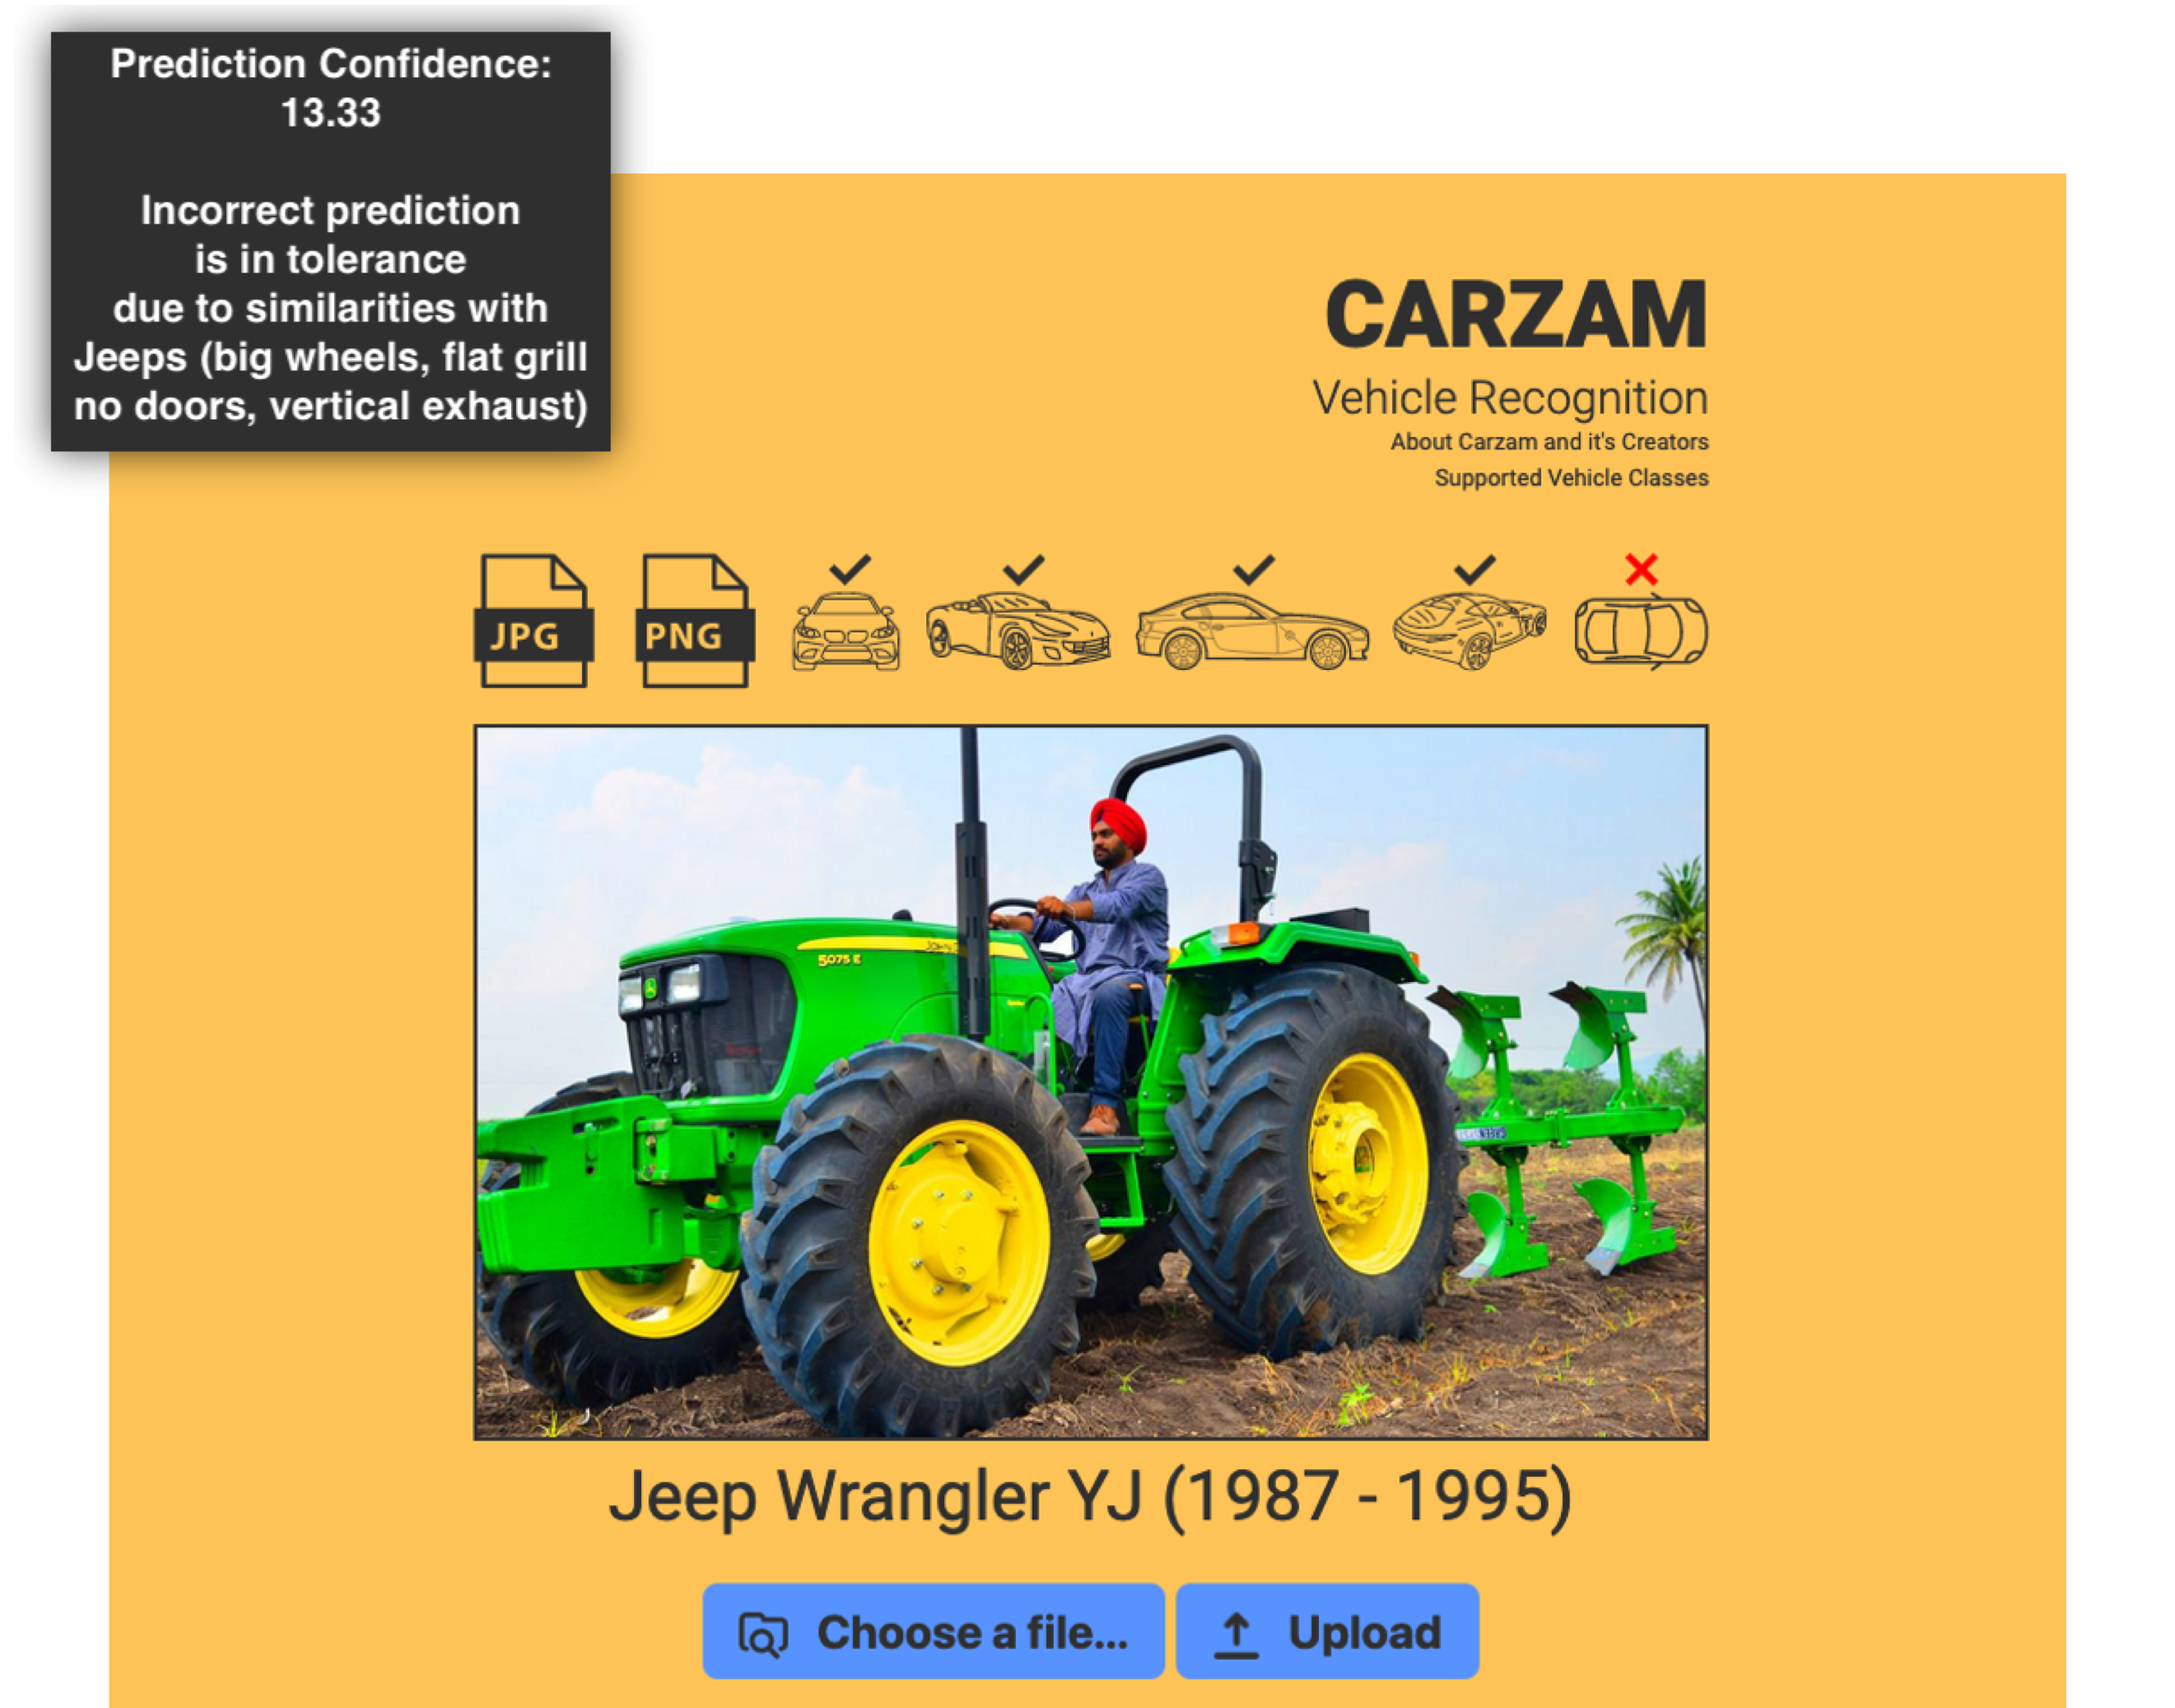 Prediction Confidence:
13.33
Incorrect prediction
is in tolerance
due to similarities with
Jeeps (big wheels, flat grill
no doors, vertical exhaust)
CARZAM
Vehicle Recognition
About Carzam and it's Creators
Supported Vehicle Classes
JPG
PNG
5075 E
Jeep Wrangler YJ (1987 - 1995)
Choose a file...
Upload